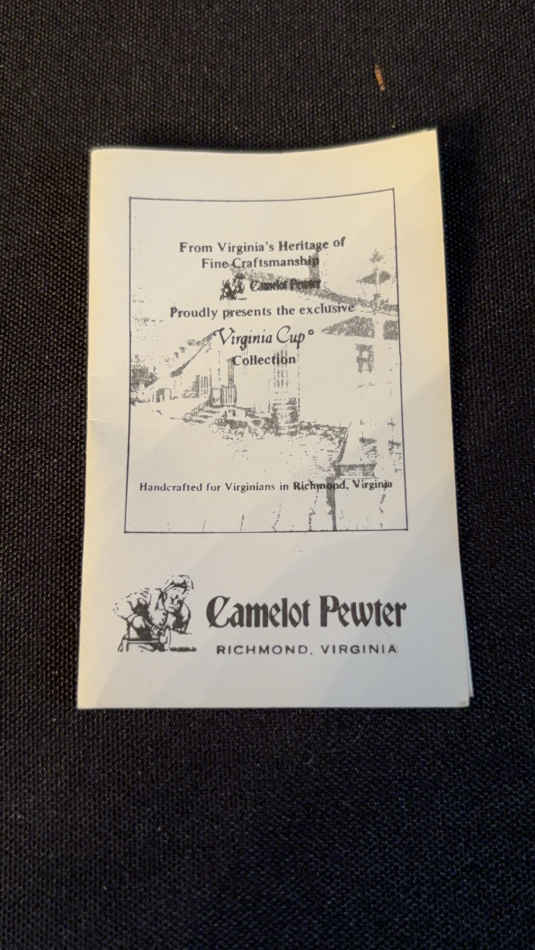 From Virginia's Heritage of
Fine Craftsmanship
Camelot Pewter
Proudly presents the exclusive
"Virginia Cup"
Collection
Handcrafted for Virginians in Richmond, Virginia
Camelot Pewter
RICHMOND, VIRGINIA